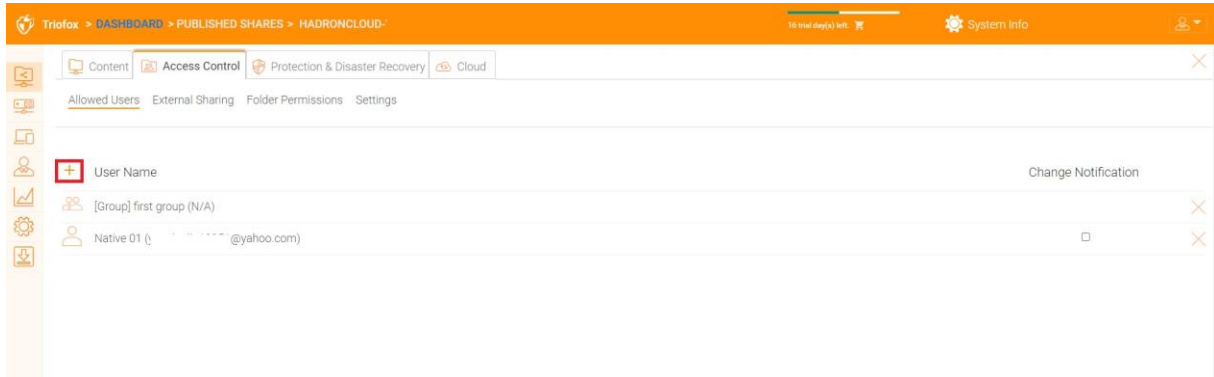 Triofox > DASHBOARD > PUBLISHED SHARES > HADRONCLOUD-
16 trial day(s) left.
System Info
Content Access Control Protection & Disaster Recovery Cloud
Allowed Users External Sharing Folder Permissions Settings
+ User Name Change Notification
[Group] first group (N/A)
Native 01 ( @yahoo.com)